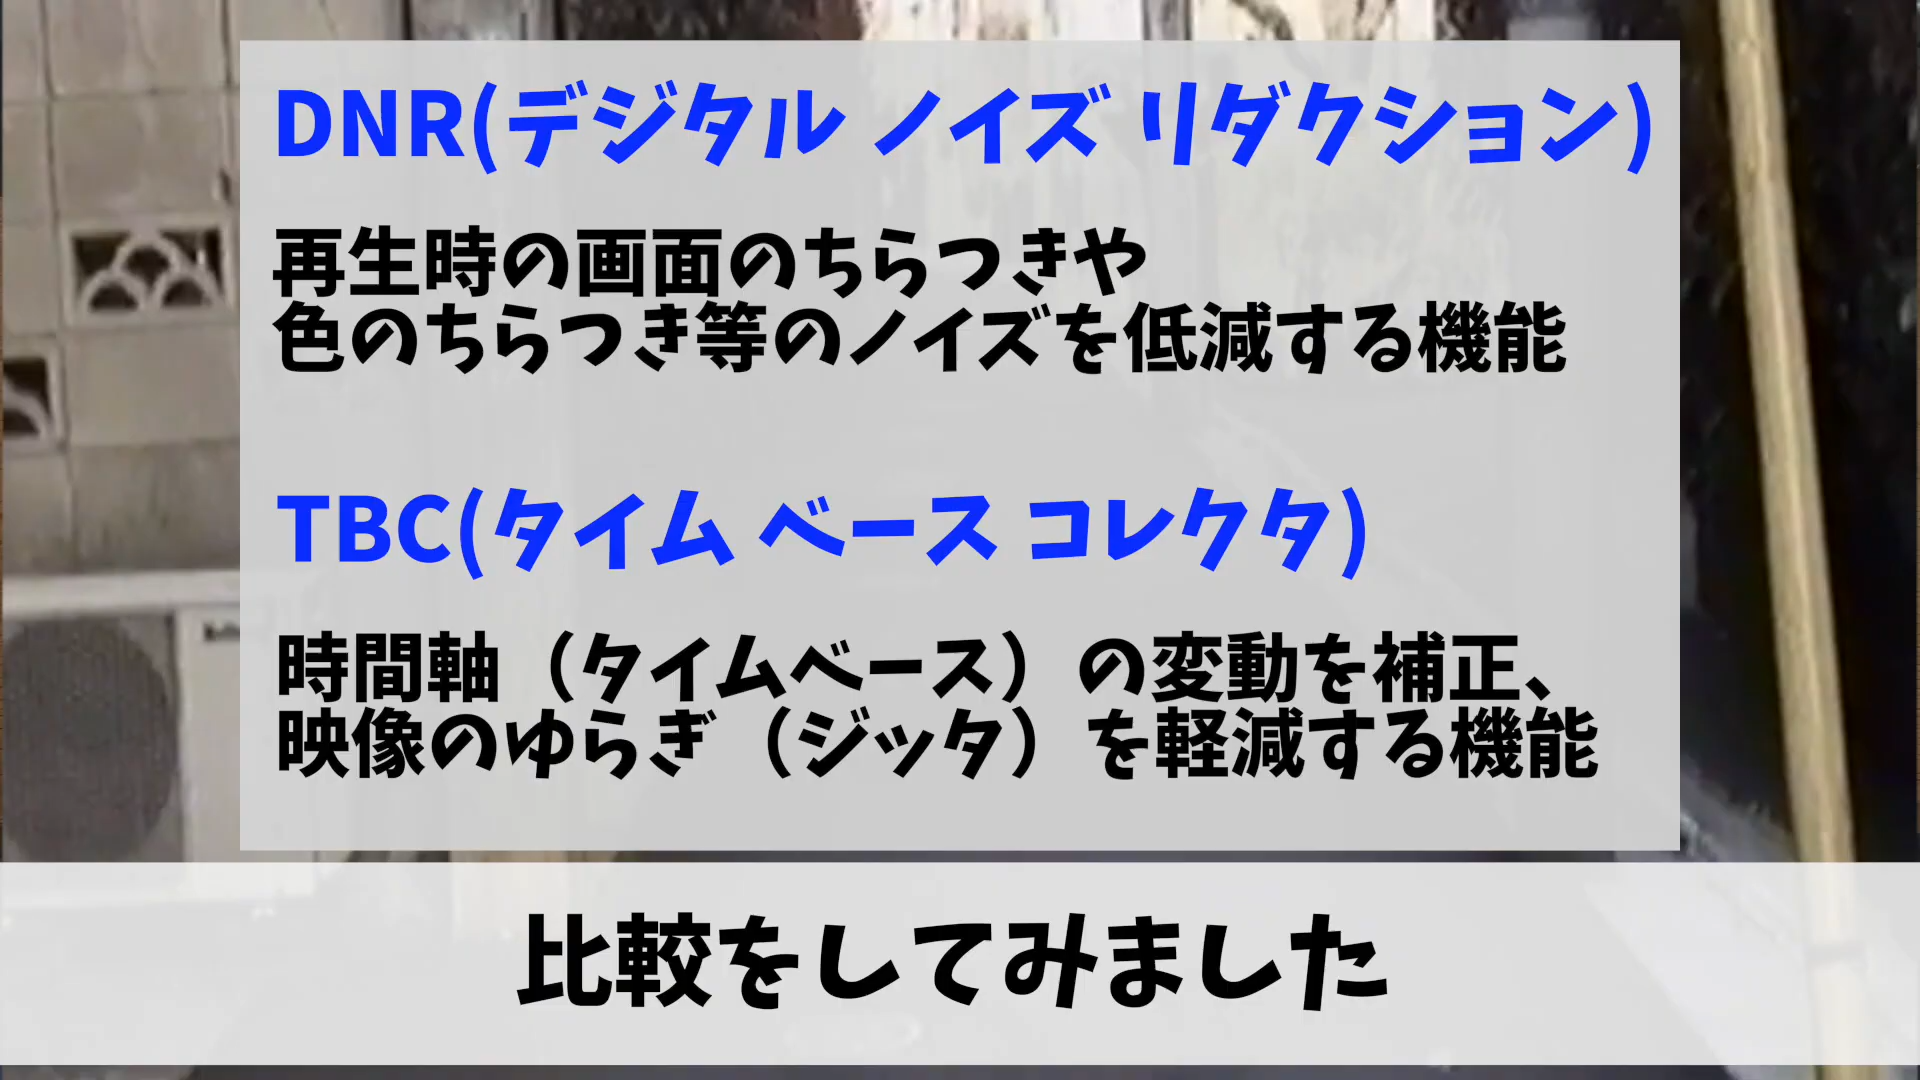 DNR(デジタル ノイズ リダクション)
再生時の画面のちらつきや
色のちらつき等のノイズを低減する機能
TBC(タイム ベース コレクタ)
時間軸（タイムベース）の変動を補正、
映像のゆらぎ（ジッタ）を軽減する機能
比較をしてみました